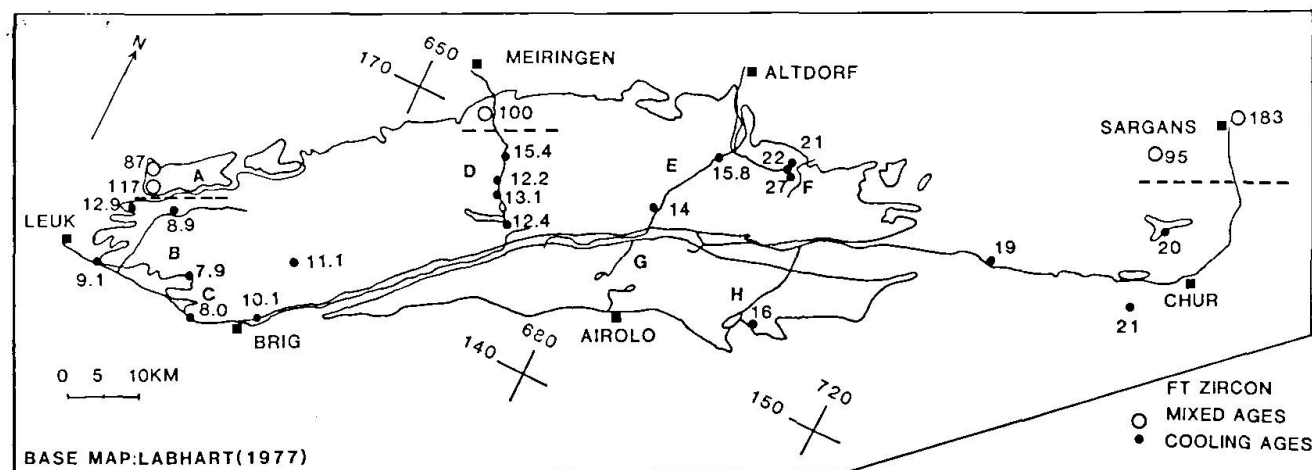 N
650
170
MEIRINGEN
ALTDORF
100
183
SARGANS
95
15.4
E
21
22
87
D
12.2
15.8
F
117
A
13.1
27
12.9
8.9
12.4
14
20
LEUK
B
11.1
19
9.1
7.9
G
C
H
CHUR
8.0
10.1
16
21
BRIG
AIROLO
680
140
0 5 10KM
720
150
FT ZIRCON
MIXED AGES
COOLING AGES
BASE MAP:LABHART(1977)